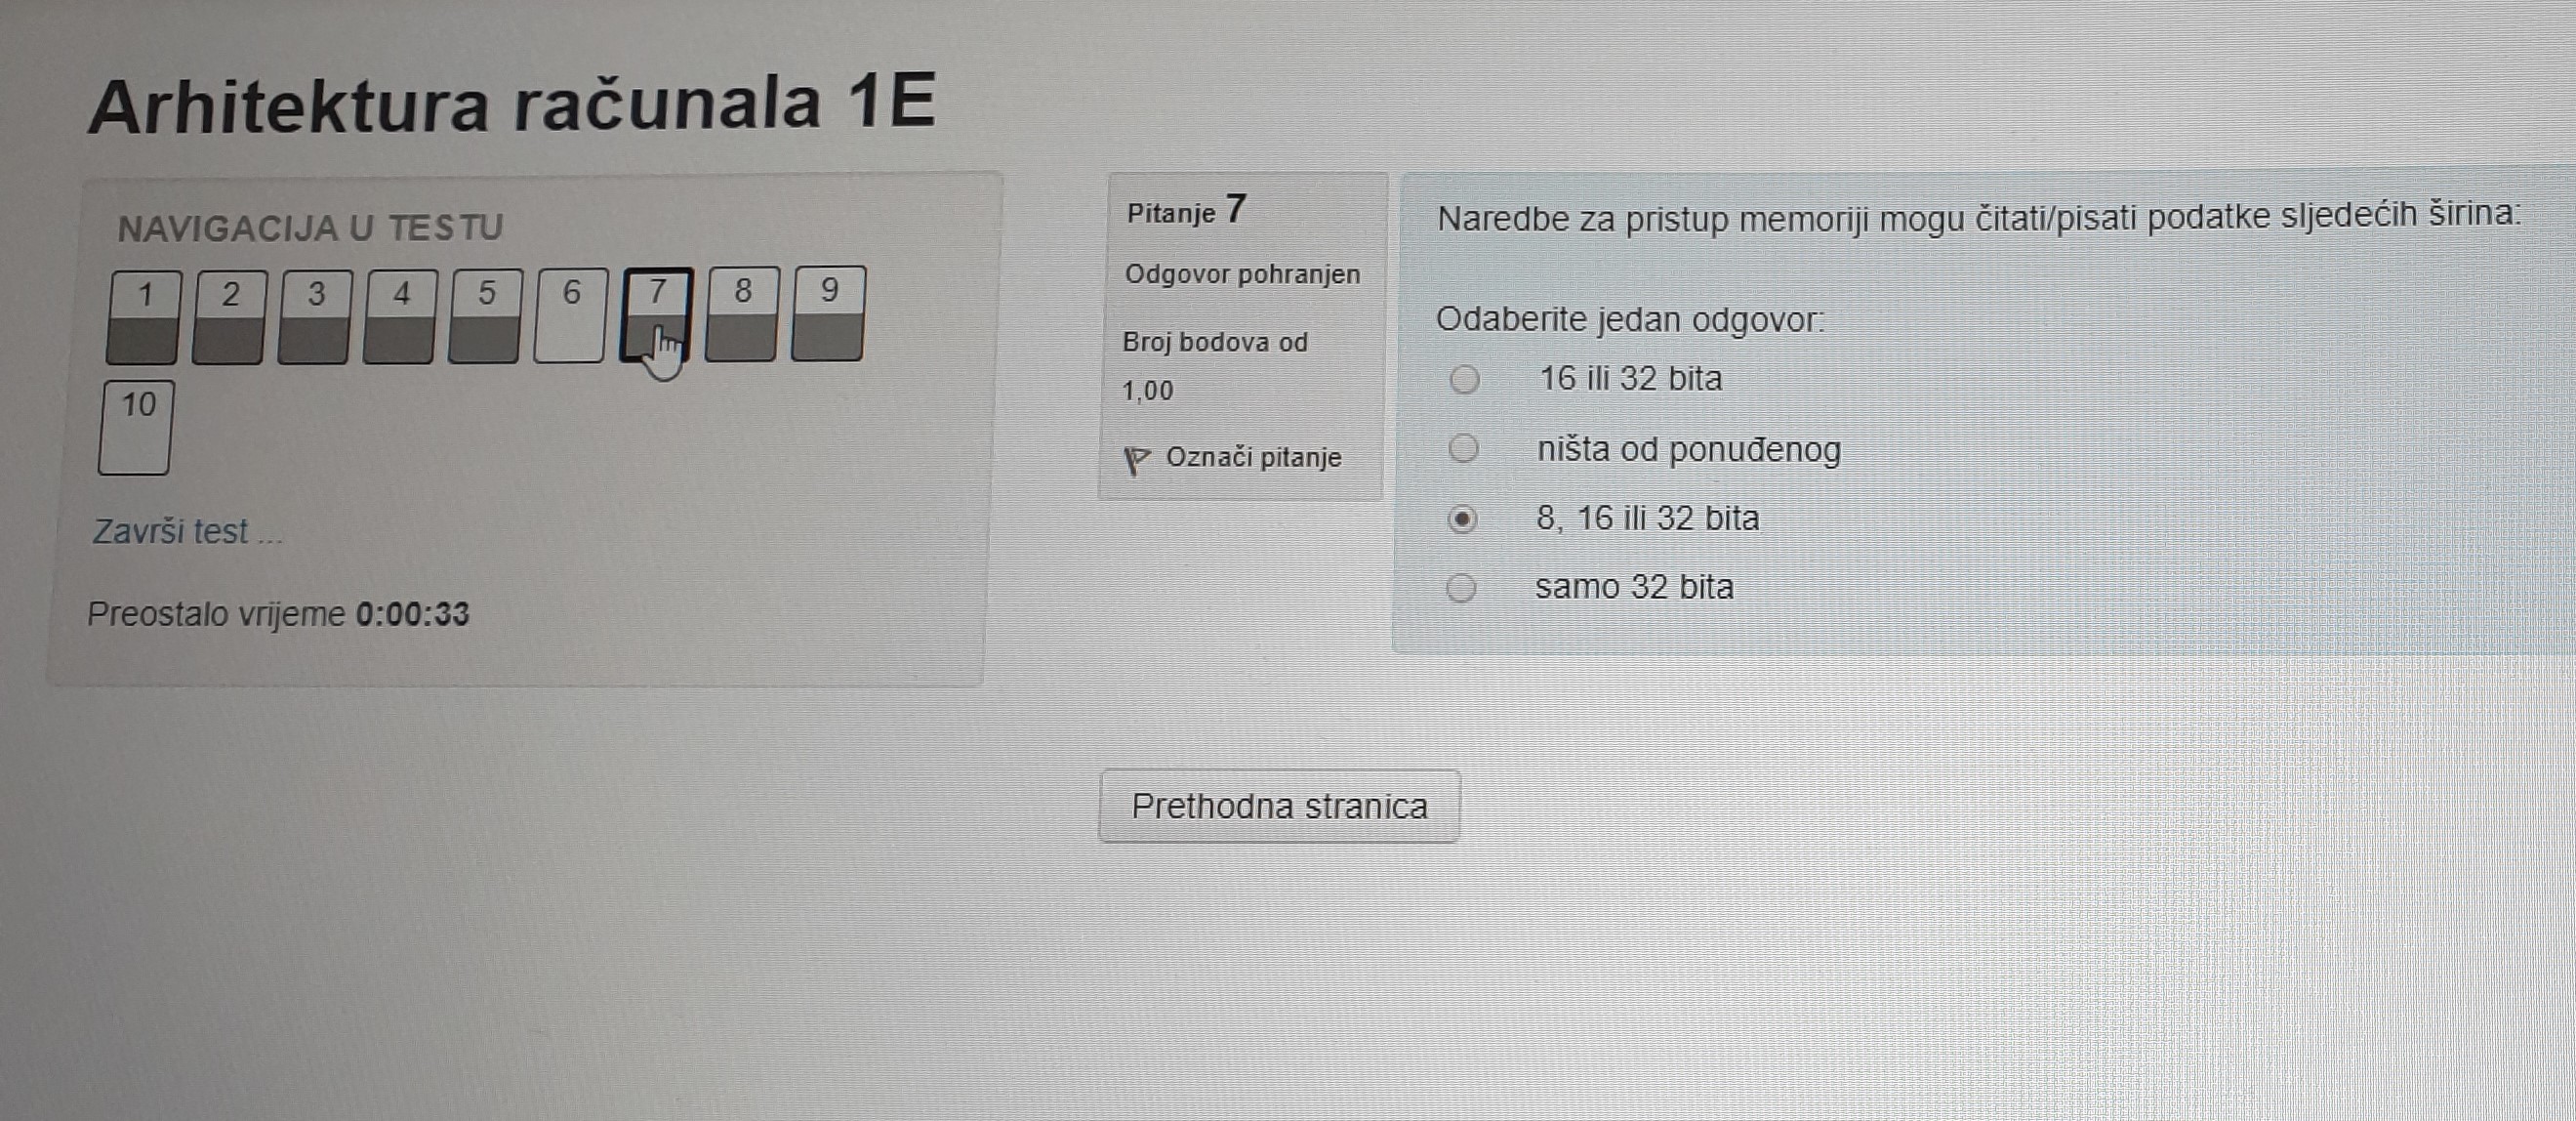 Arhitektura računala 1E
NAVIGACIJA U TESTU
1 2 3 4 5 6 7 8 9
10
Završi test ...
Preostalo vrijeme 0:00:33
Pitanje 7
Odgovor pohranjen
Broj bodova od
1,00
Označi pitanje
Naredbe za pristup memoriji mogu čitati/pisati podatke sljedećih širina:
Odaberite jedan odgovor:
16 ili 32 bita
ništa od ponuđenog
8, 16 ili 32 bita
samo 32 bita
Prethodna stranica